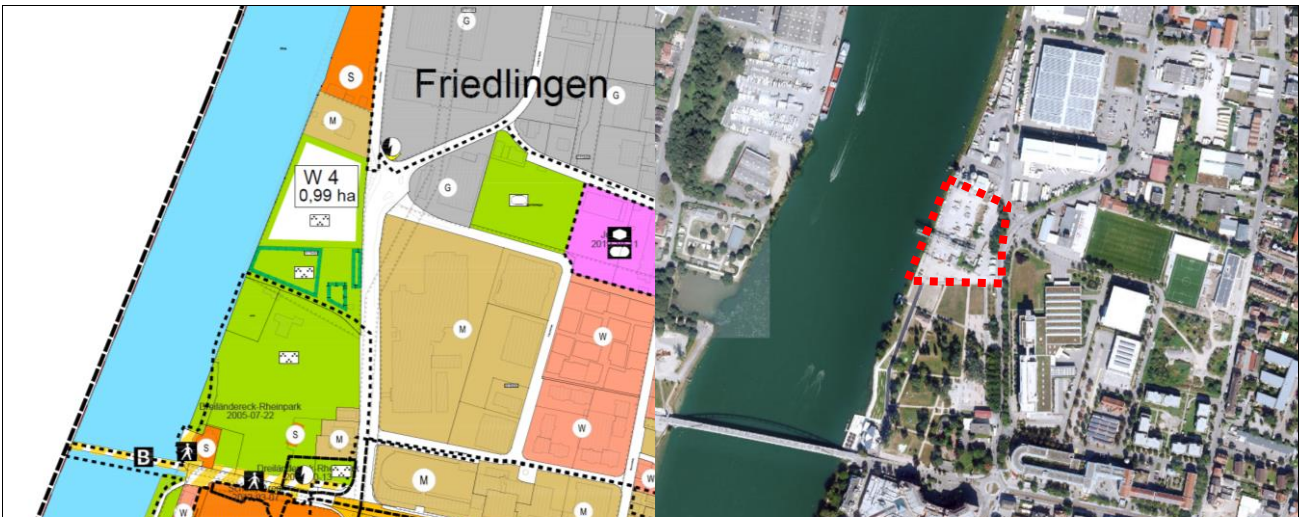 Friedlingen
S
G
M
W 4
0,99 ha
G
G
M
W
M
W
Dreiländereck-Rheinpark
2005-07-22
S
S
M
B
M
W
M
W